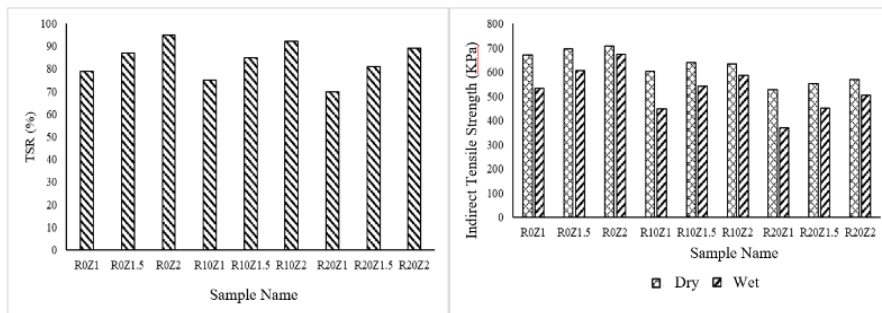 100
90
80
70
60
50
40
30
20
10
0
TSR (%)
R0Z1 R0Z1.5 R0Z2 R10Z1 R10Z1.5 R10Z2 R20Z1 R20Z1.5 R20Z2
Sample Name
800
700
600
500
400
300
200
100
0
Indirect Tensile Strength (KPa)
R0Z1 R0Z1.5 R0Z2 R10Z1 R10Z1.5 R10Z2 R20Z1 R20Z1.5 R20Z2
Sample Name
Dry Wet